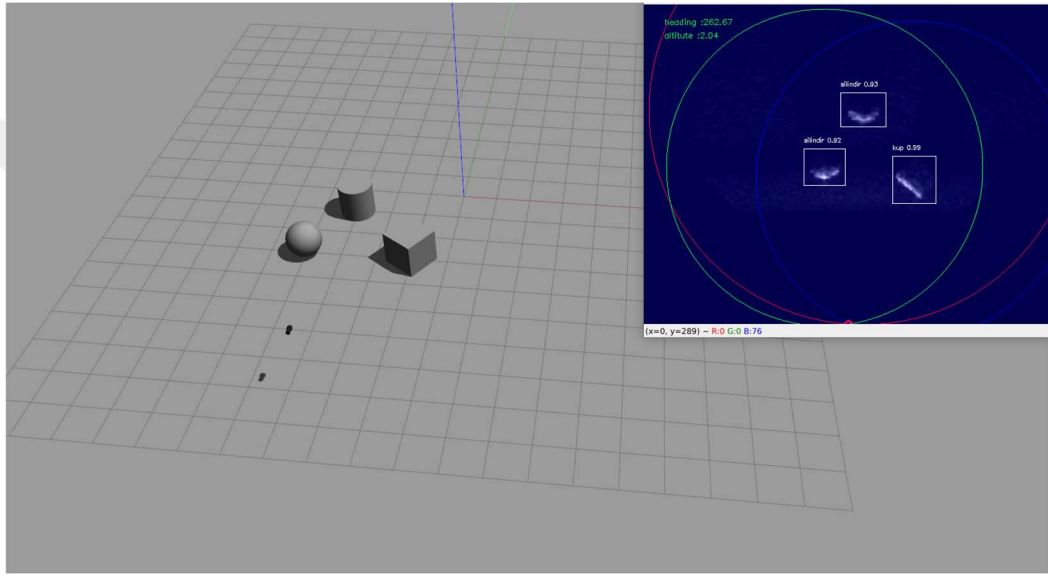 heading :262.67
altitute :2.04
silindir 0.93
silindir 0.92
kup 0.99
(x=0, y=289) ~ R:0 G:0 B:76